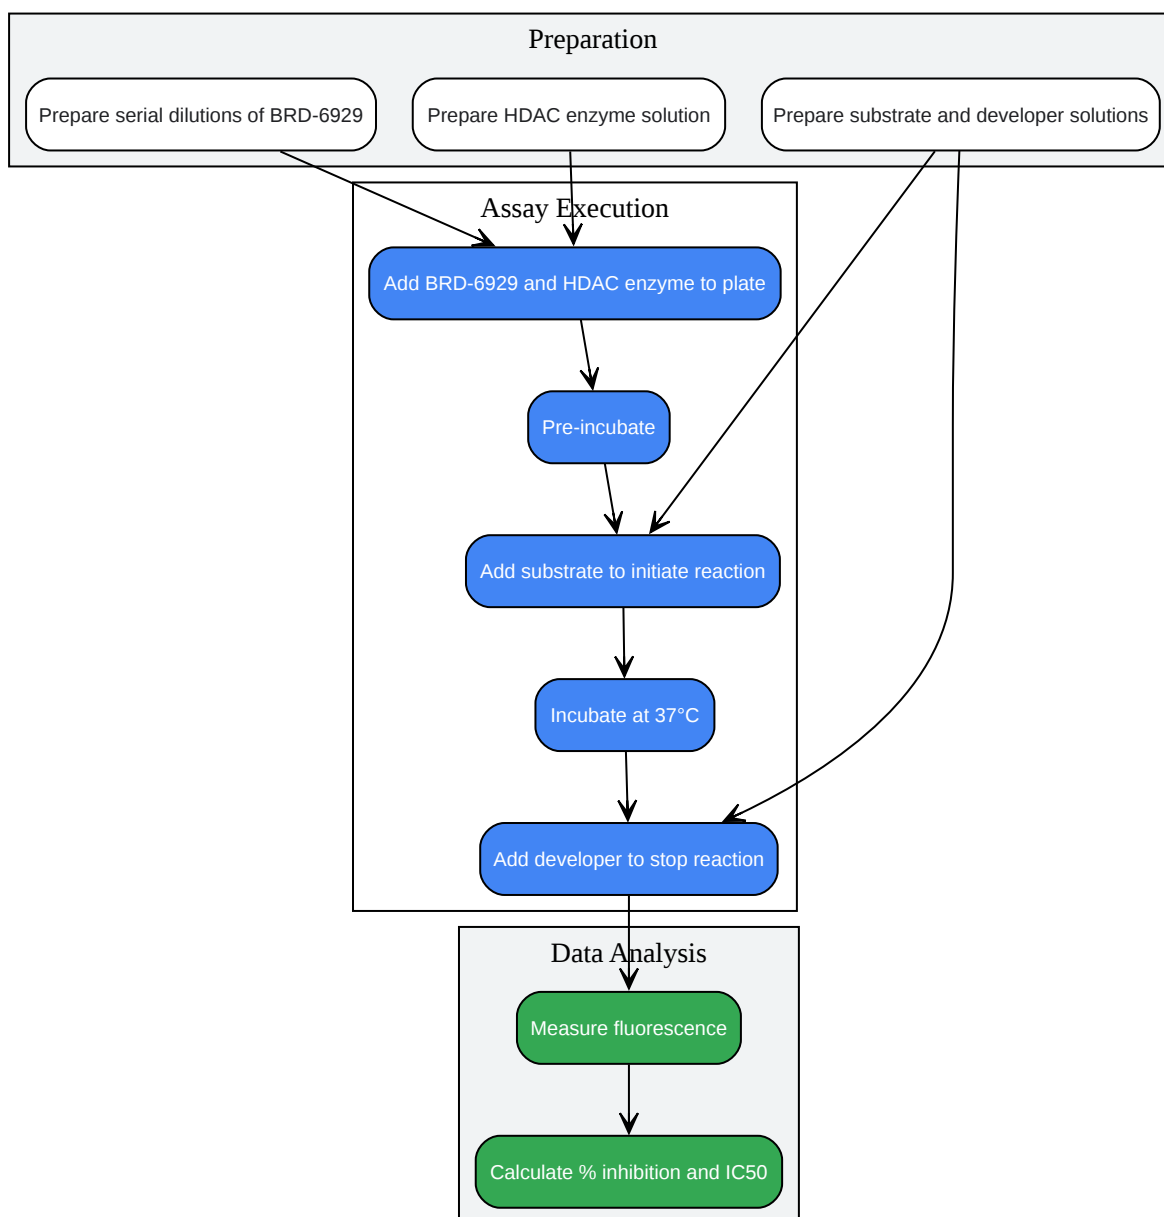 Preparation
Prepare serial dilutions of BRD-6929
Prepare HDAC enzyme solution
Prepare substrate and developer solutions
Assay Execution
Add BRD-6929 and HDAC enzyme to plate
Pre-incubate
Add substrate to initiate reaction
Incubate at 37°C
Add developer to stop reaction
Data Analysis
Measure fluorescence
Calculate % inhibition and IC50